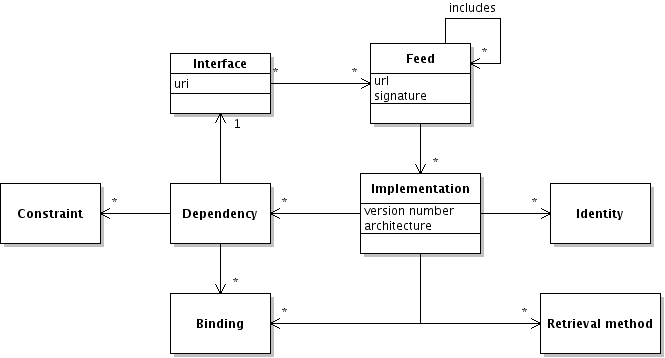 includes
Interface
uri
*
*
Feed
url
signature
*
1
*
Constraint
*
Dependency
*
Implementation
version number
architecture
*
Identity
*
Binding
*
*
Retrieval method